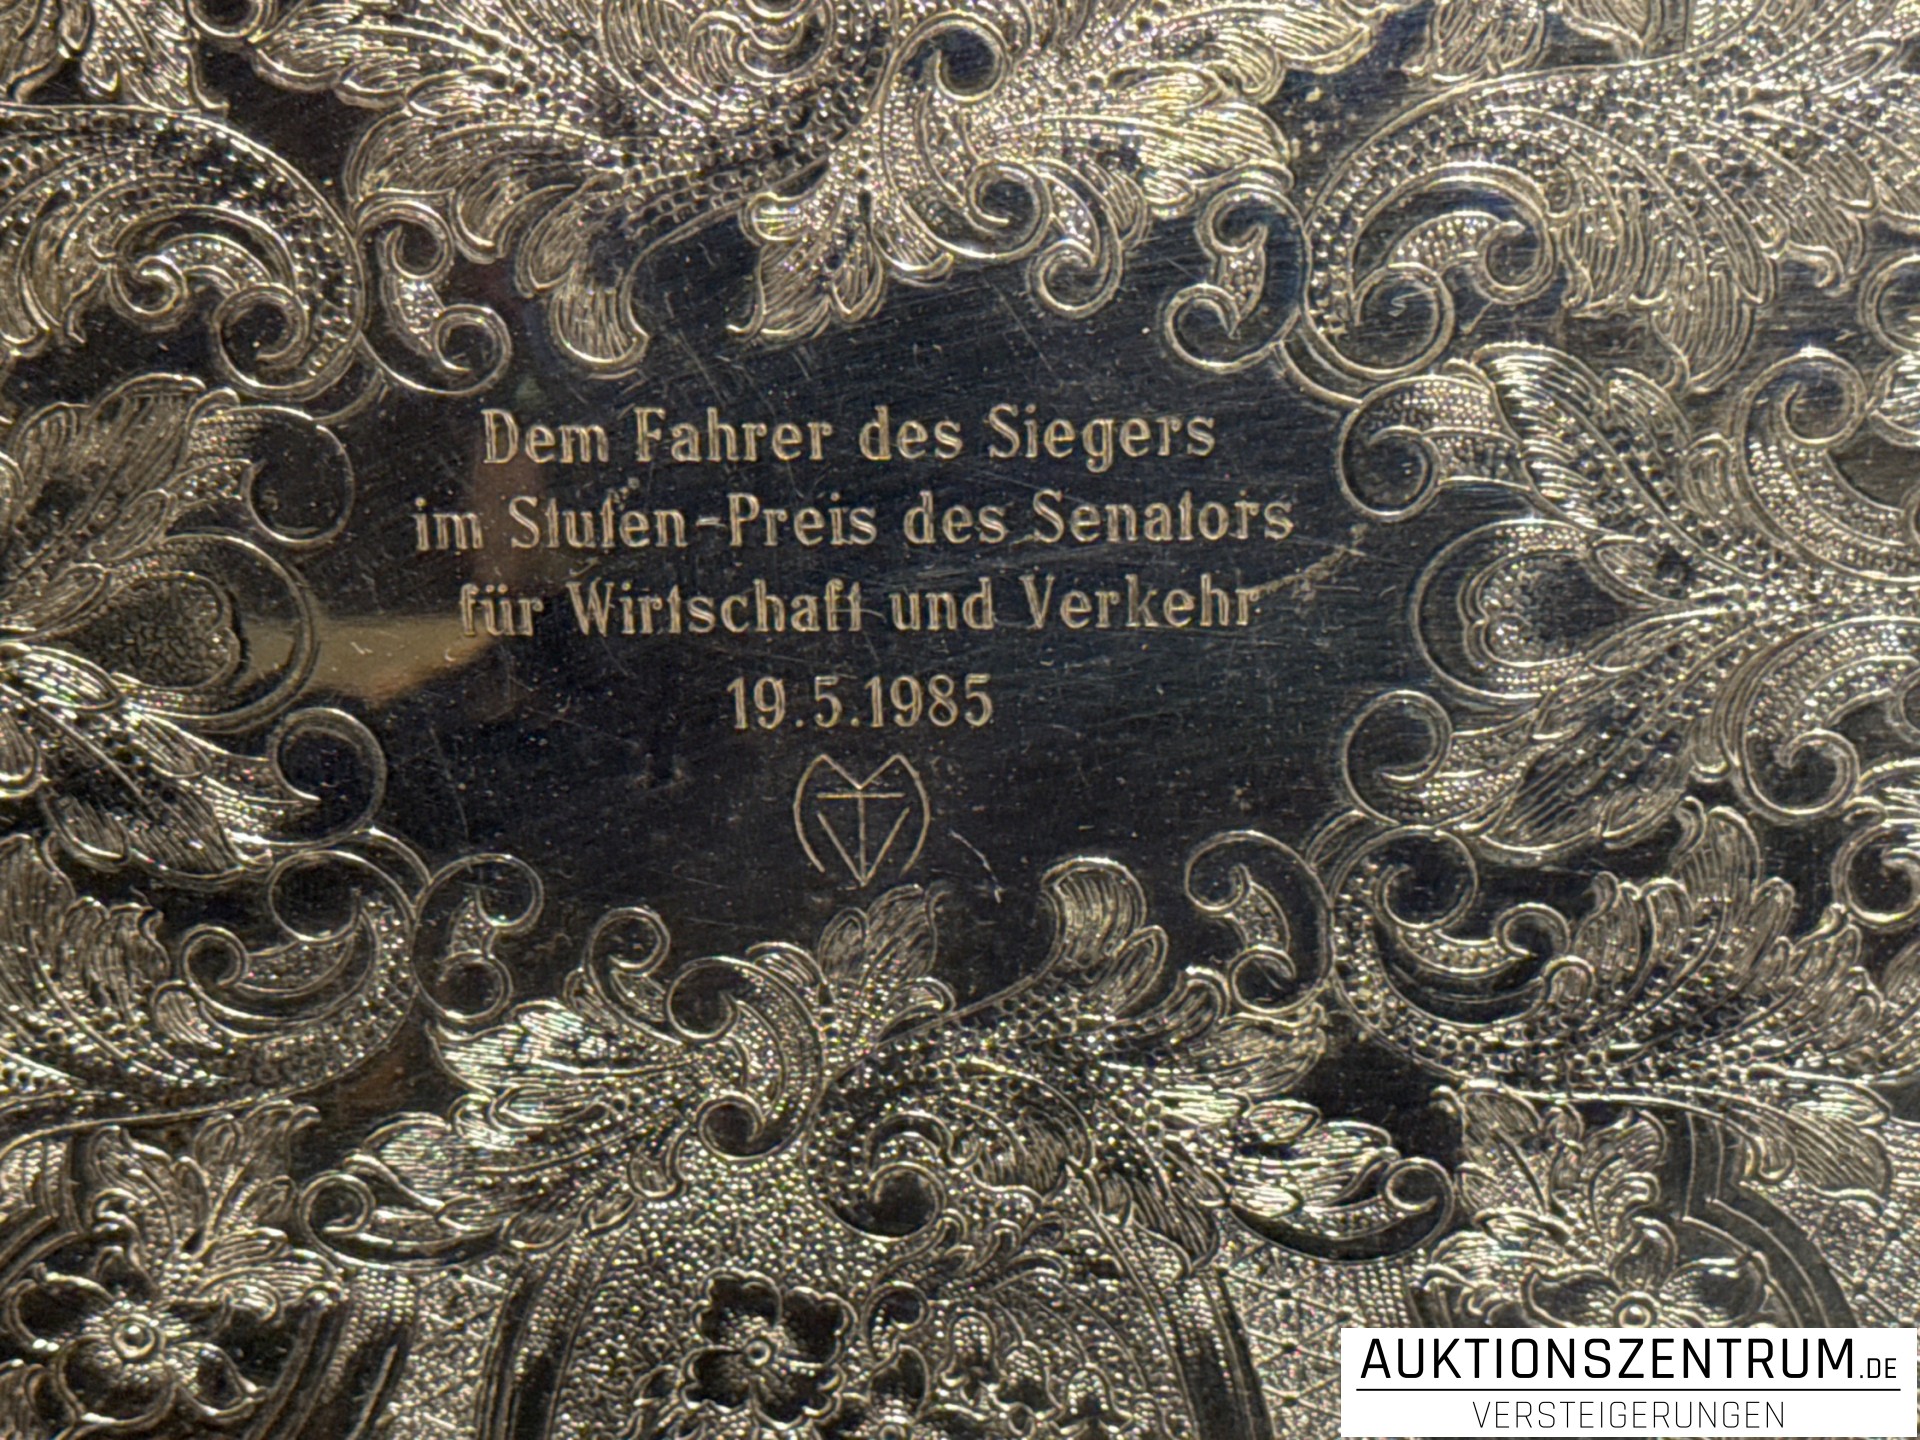 Dem Fahrer des Siegers
im Stufen-Preis des Senators
für Wirtschaft und Verkehr
19.5.1985
AUKTIONSZENTRUM.DE
VERSTEIGERUNGEN